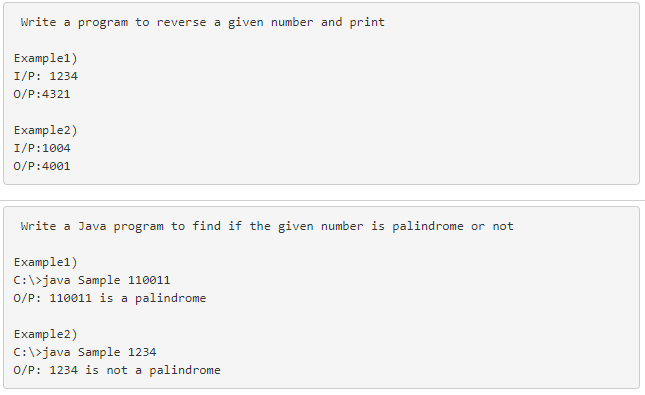 Write a program to reverse a given number and print
Example1)
I/P: 1234
O/P:4321
Example2)
I/P:1004
O/P:4001
Write a Java program to find if the given number is palindrome or not
Example1)
C:\>java Sample 110011
O/P: 110011 is a palindrome
Example2)
C:\>java Sample 1234
O/P: 1234 is not a palindrome